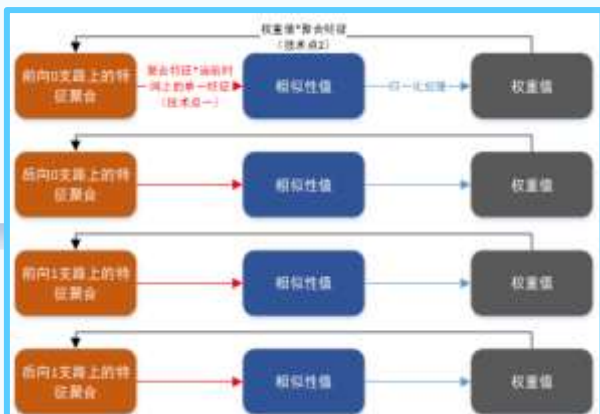 权重值*聚合特征
(技术点2)
前向0支路上的特
征聚合
聚合特征*当前时
间上的单一特征
(技术点一)
相似性值
归一化处理
权重值
后向0支路上的特
征聚合
相似性值
权重值
前向1支路上的特
征聚合
相似性值
权重值
后向1支路上的特
征聚合
相似性值
权重值